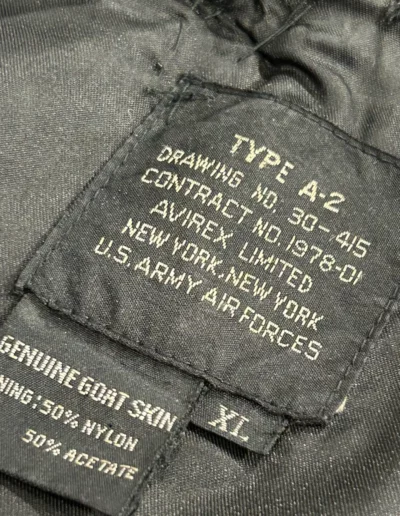 TYPE A-2
DRAWING NO. 30-415
CONTRACT NO. 1978-01
AVIREX LIMITED
NEW YORK, NEW YORK
U.S. ARMY AIR FORCES
GENUINE GOAT SKIN
NING: 50% NYLON
50% ACETATE
XL